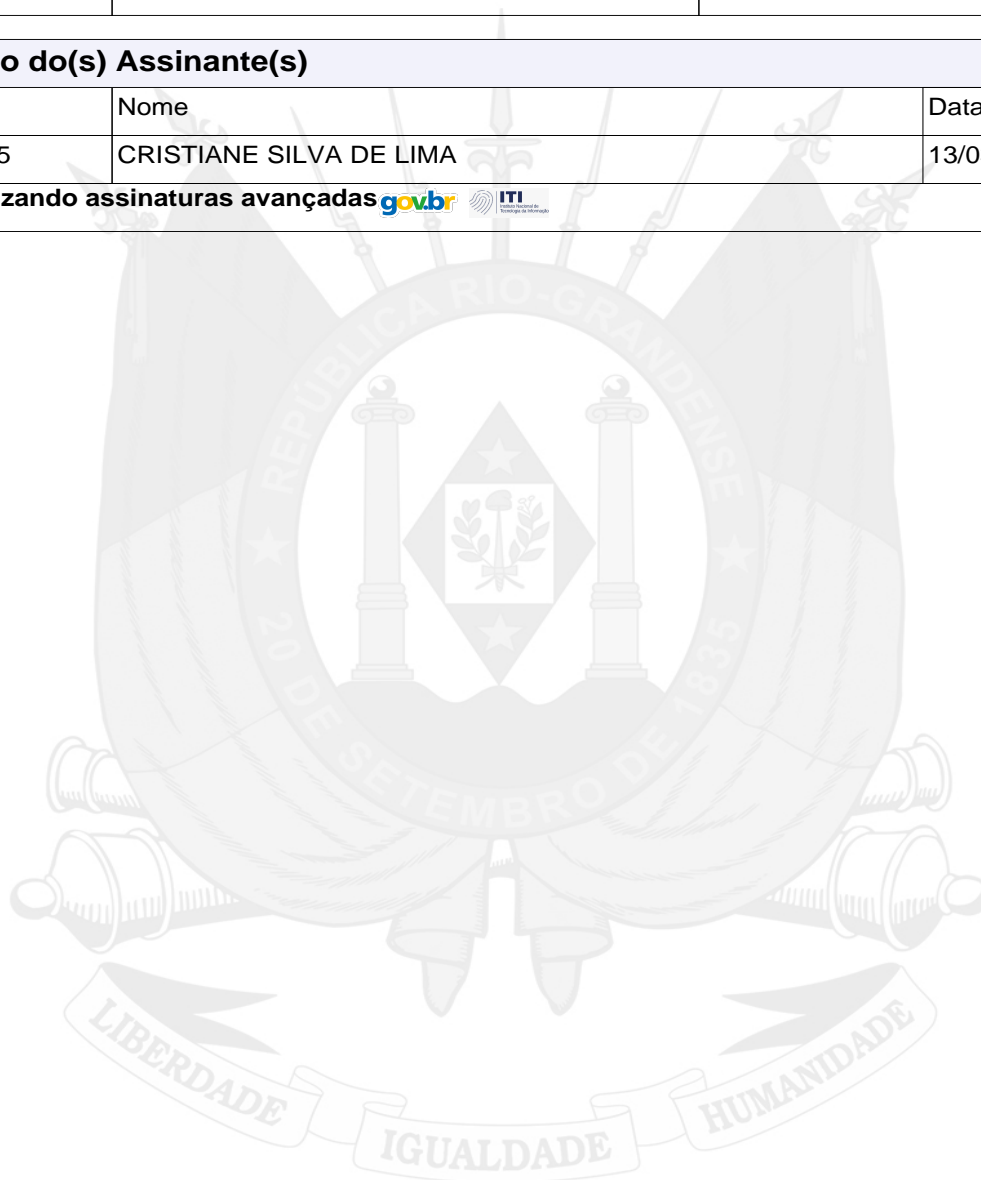 o do(s) Assinante(s)
Nome Data
5 CRISTIANE SILVA DE LIMA 13/0
zando assinaturas avançadas gov.br ITI
REPÚBLICA RIO-GRANDENSE
20 DE SETEMBRO DE 1835
LIBERDADE IGUALDADE HUMANIDADE